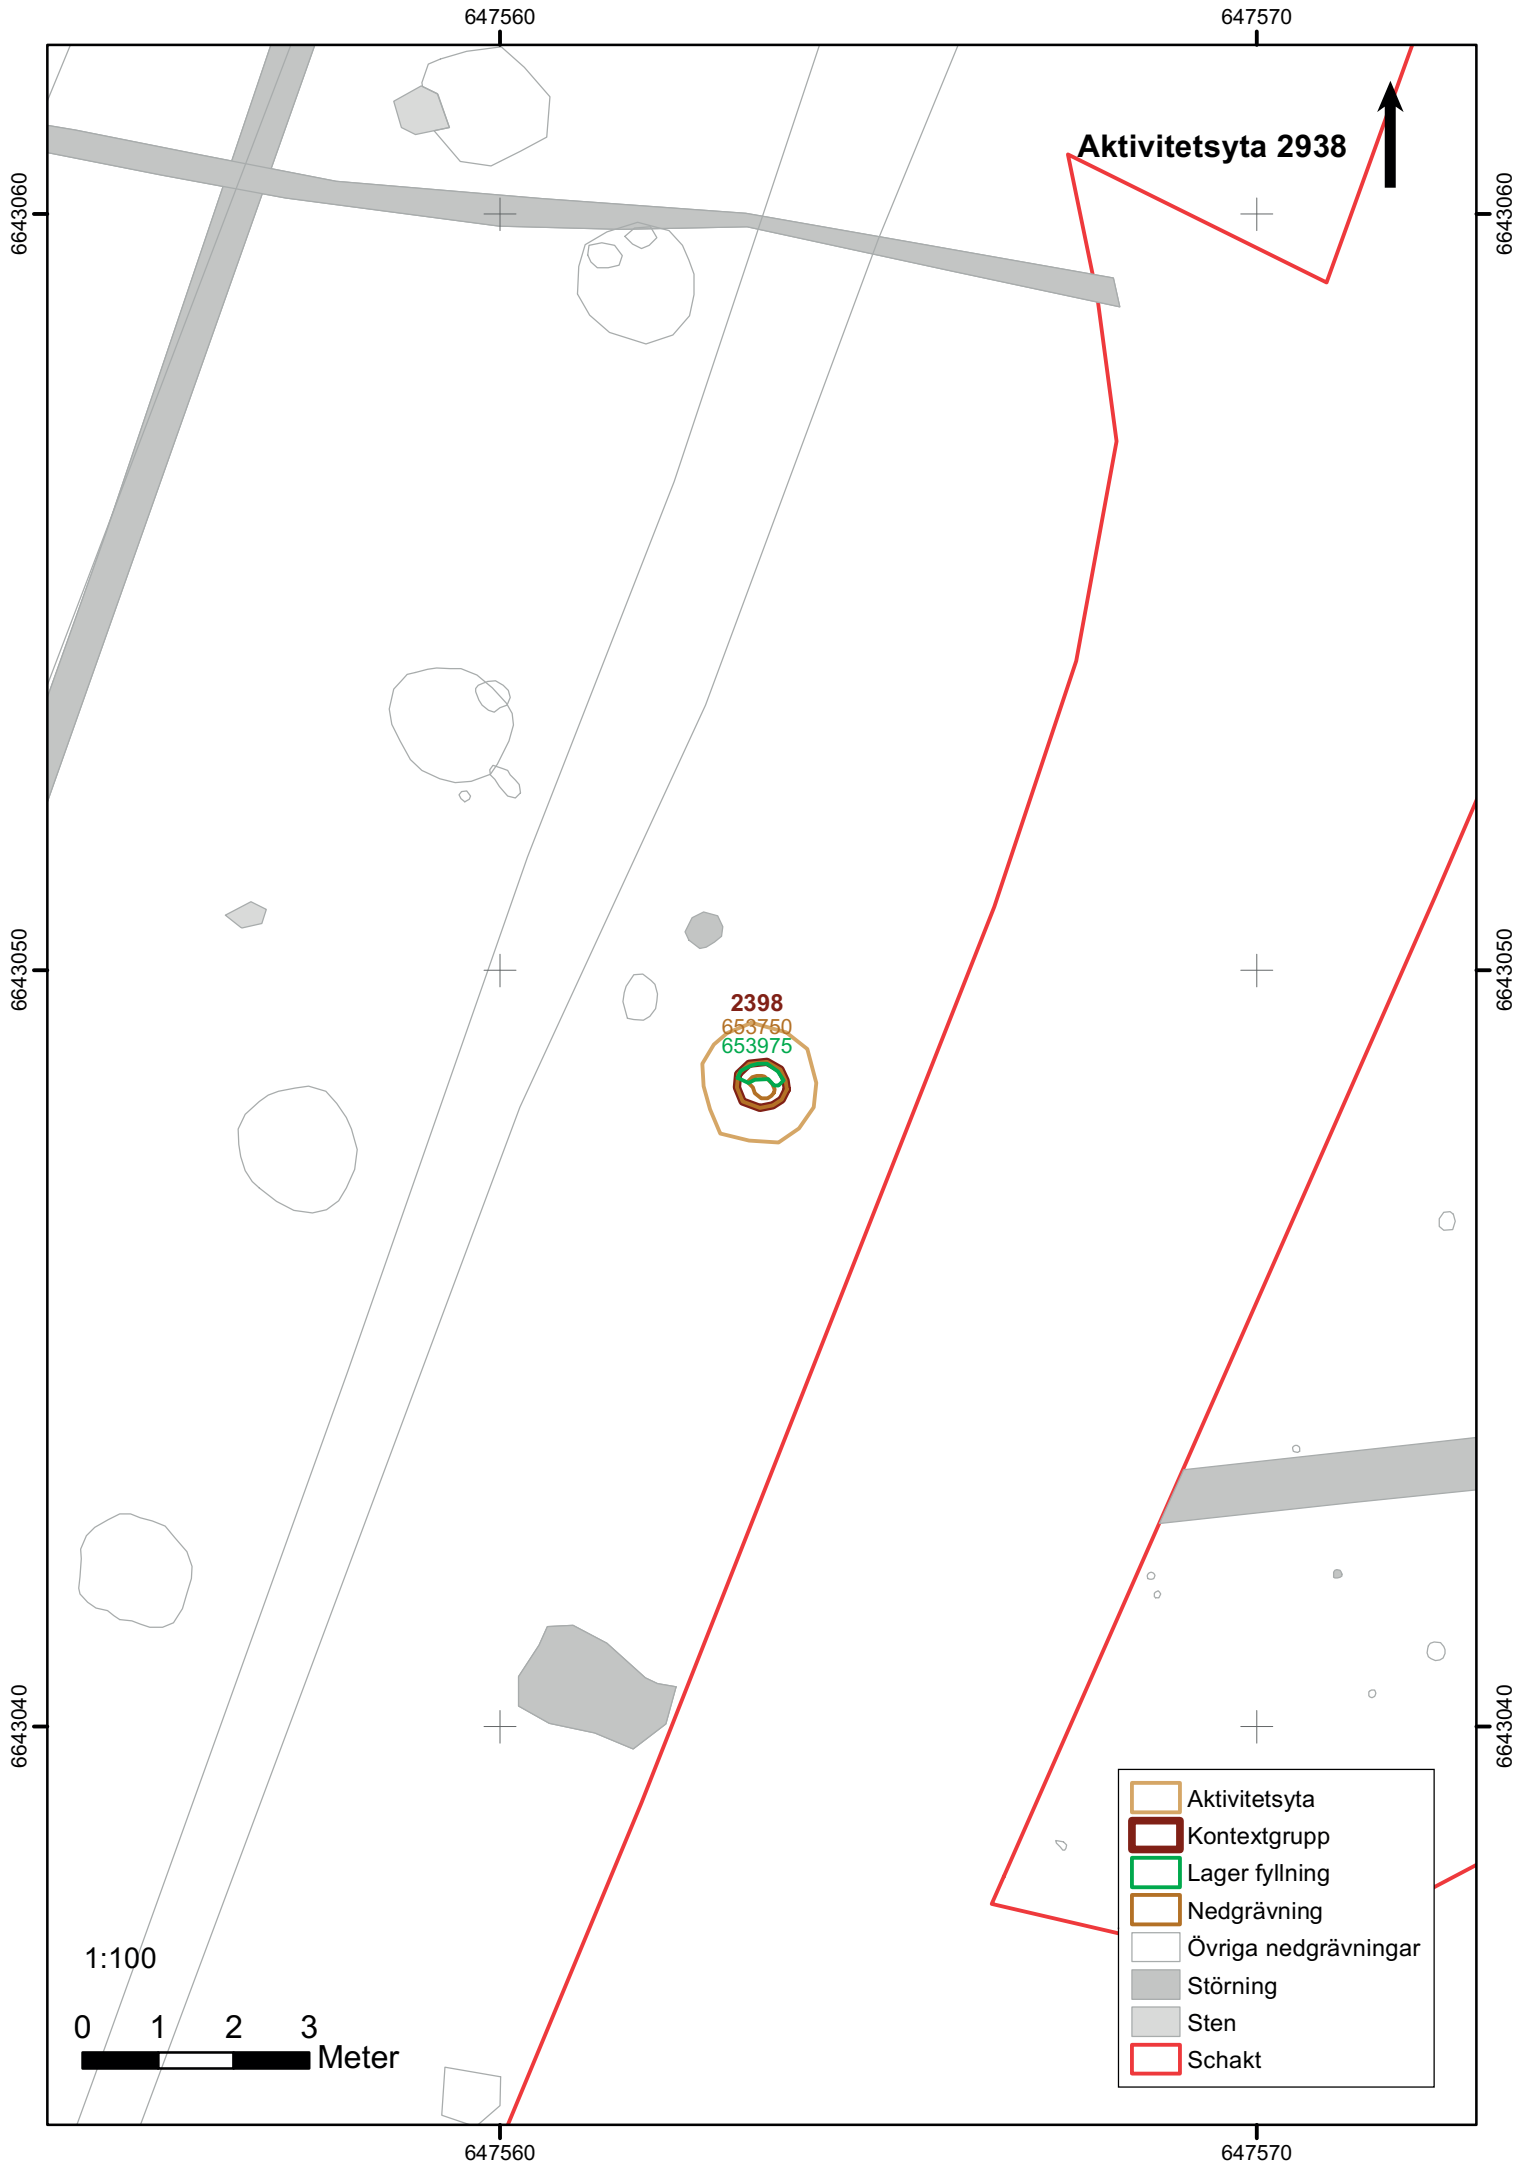 647560
647570
Aktivitetsyta 2938
6643060
6643060
6643050
6643050
2398
653750
653975
6643040
6643040
Aktivitetsyta
Kontextgrupp
Lager fyllning
Nedgrävning
Övriga nedgrävningar
Störning
Sten
Schakt
1:100
0 1 2 3
Meter
647560
647570